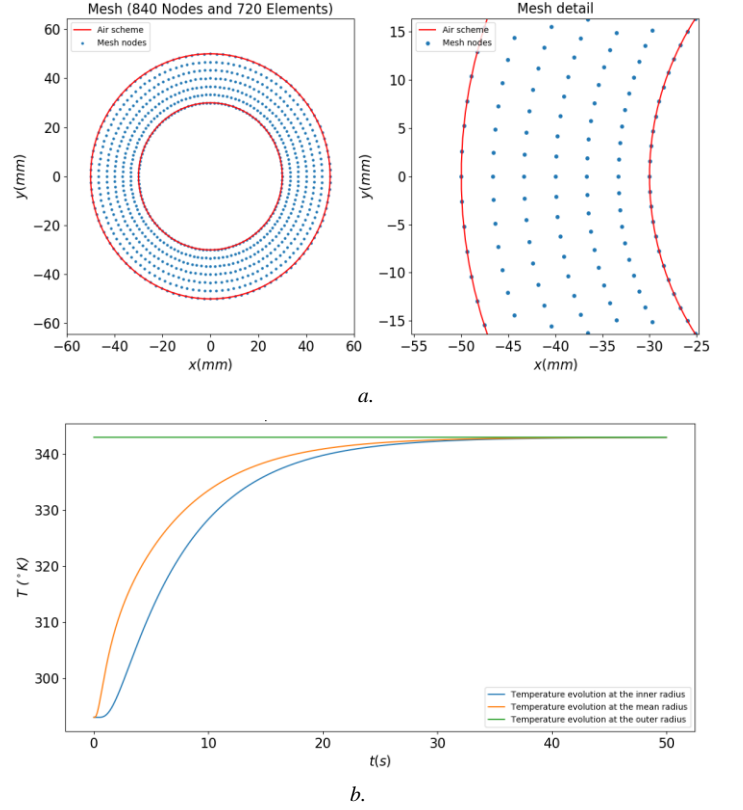 Mesh (840 Nodes and 720 Elements)
Mesh detail
Air scheme
Mesh nodes
Air scheme
Mesh nodes
60
40
20
0
−20
−40
−60
y(mm)
−60 −40 −20 0 20 40 60
x(mm)
15
10
5
0
−5
−10
−15
y(mm)
−55 −50 −45 −40 −35 −30 −25
x(mm)
a.
340
330
320
310
300
T (°K)
Temperature evolution at the inner radius
Temperature evolution at the mean radius
Temperature evolution at the outer radius
0 10 20 30 40 50
t(s)
b.